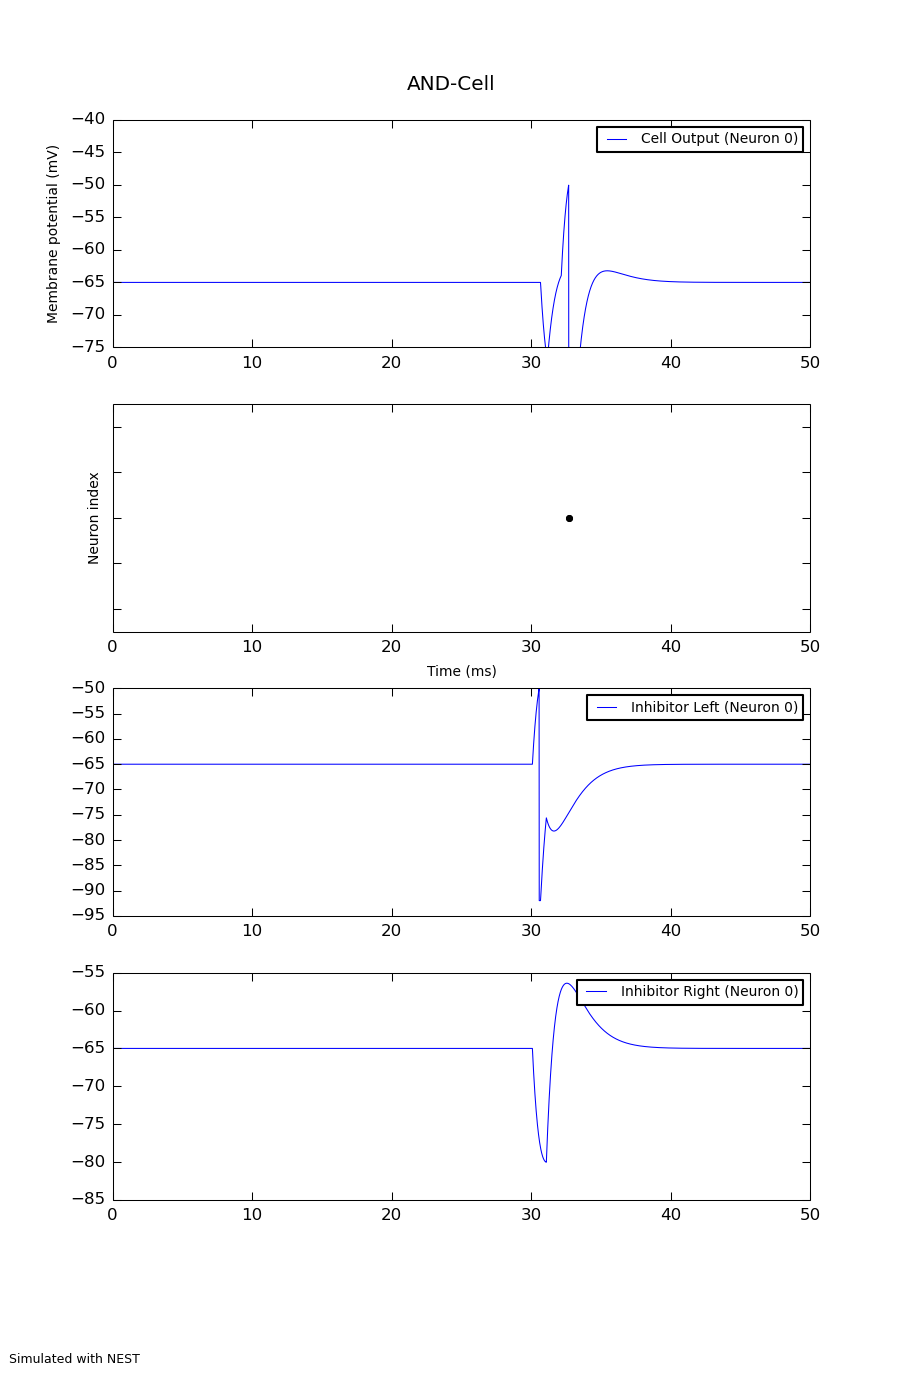 AND-Cell
−40
−45
−50
−55
−60
−65
−70
−75
Membrane potential (mV)
Cell Output (Neuron 0)
0 10 20 30 40 50
Neuron index
0 10 20 30 40 50
Time (ms)
−50
−55
−60
−65
−70
−75
−80
−85
−90
−95
Inhibitor Left (Neuron 0)
0 10 20 30 40 50
−55
−60
−65
−70
−75
−80
−85
Inhibitor Right (Neuron 0)
0 10 20 30 40 50
Simulated with NEST